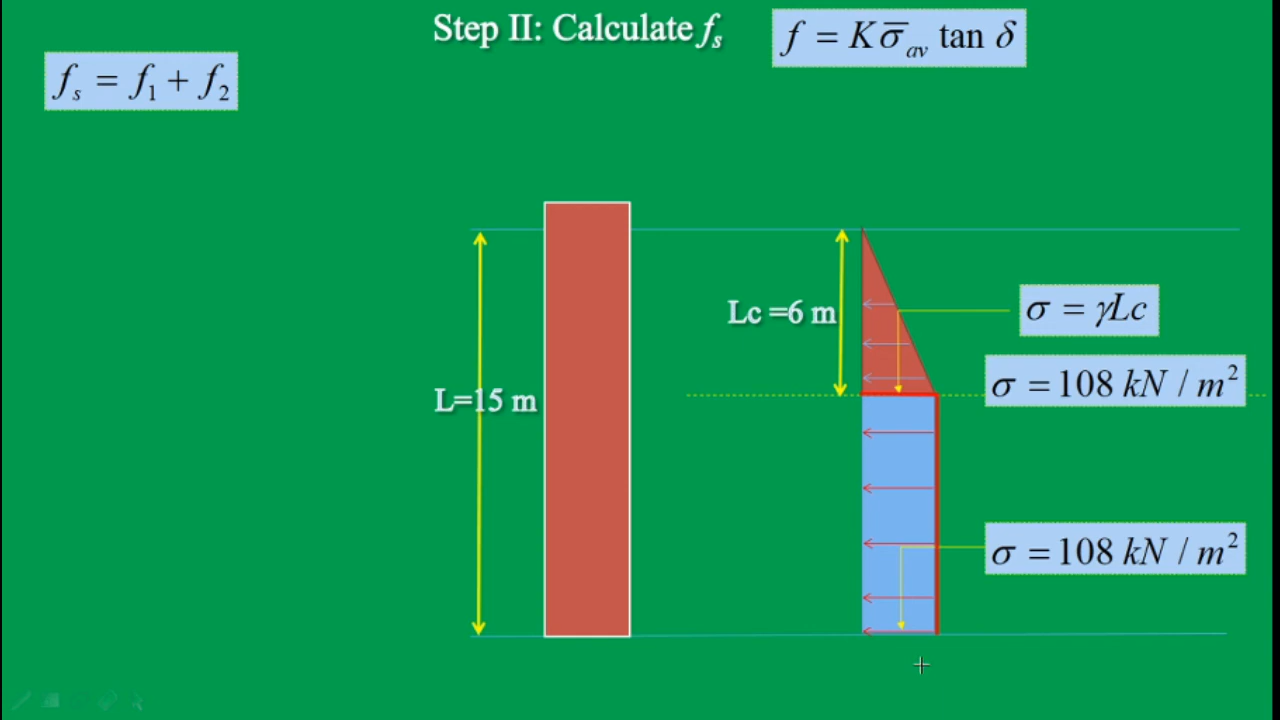 Step II: Calculate fₛ
f = Kσ̅ₐᵥ tan δ
fₛ = f₁ + f₂
Lc =6 m
σ = γLc
σ = 108 kN / m²
L=15 m
σ = 108 kN / m²